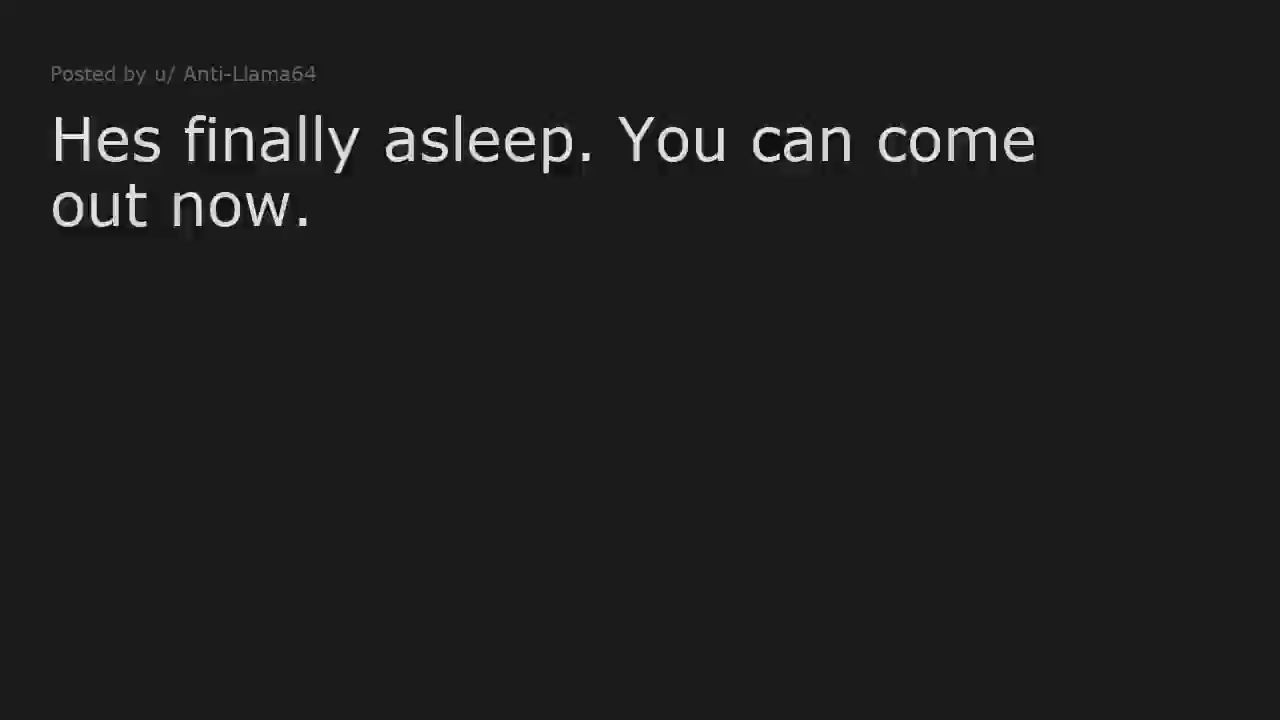 Posted by u/ Anti-Llama64
Hes finally asleep. You can come
out now.